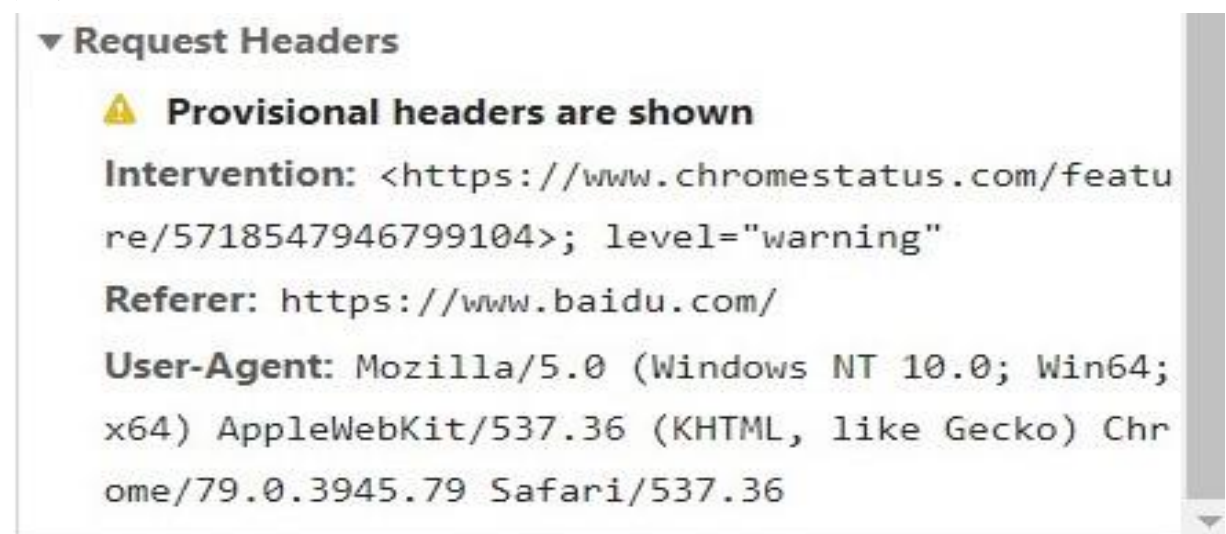 Request Headers
Provisional headers are shown
Intervention: <https://www.chromestatus.com/featu
re/5718547946799104>; level="warning"
Referer: https://www.baidu.com/
User-Agent: Mozilla/5.0 (Windows NT 10.0; Win64;
x64) AppleWebKit/537.36 (KHTML, like Gecko) Chr
ome/79.0.3945.79 Safari/537.36